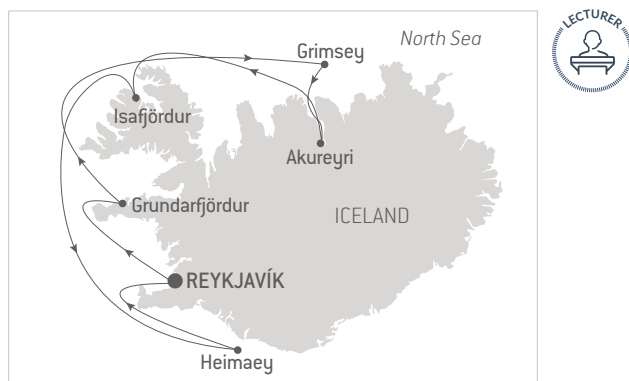 Grimsey
North Sea
LECTURER
Isafjördur
Akureyri
Grundarfjördur
ICELAND
REYKJAVÍK
Heimaey